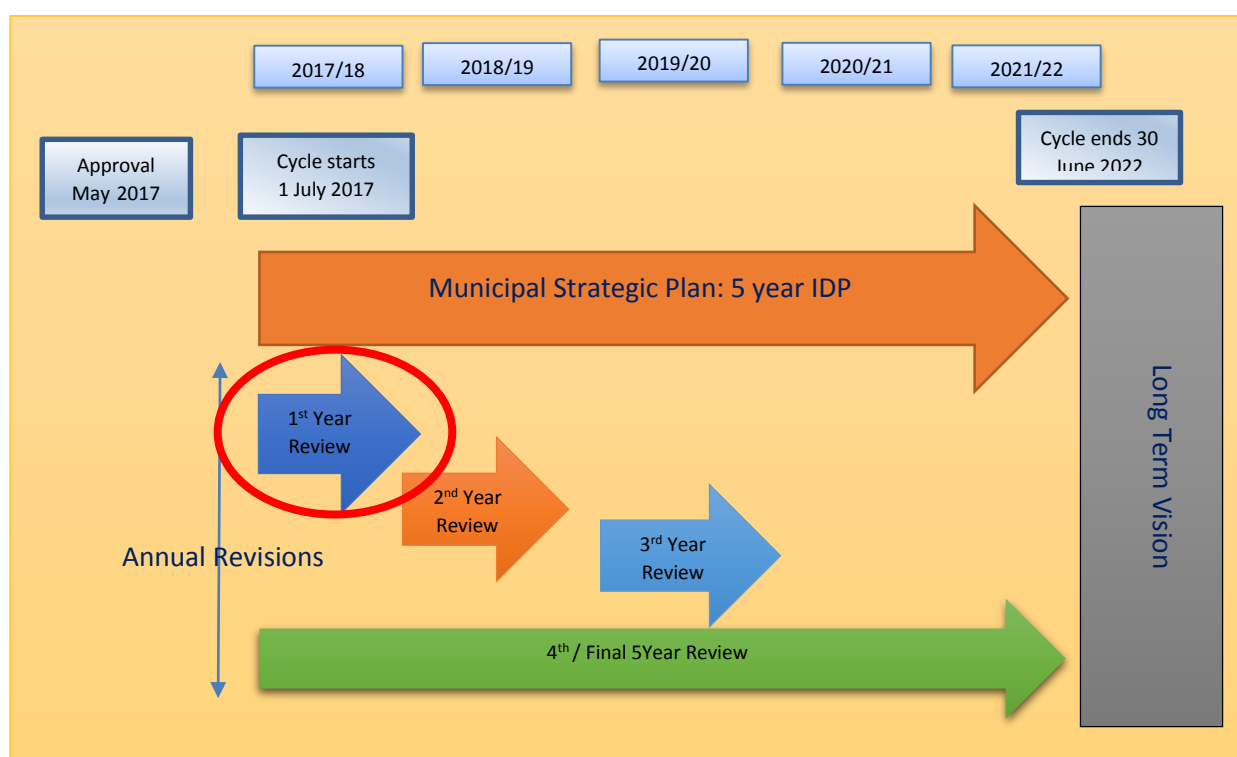 2017/18
2018/19
2019/20
2020/21
2021/22
Approval
May 2017
Cycle starts
1 July 2017
Cycle ends 30
June 2022
Municipal Strategic Plan: 5 year IDP
1st Year
Review
2nd Year
Review
3rd Year
Review
Annual Revisions
4th / Final 5Year Review
Long Term Vision